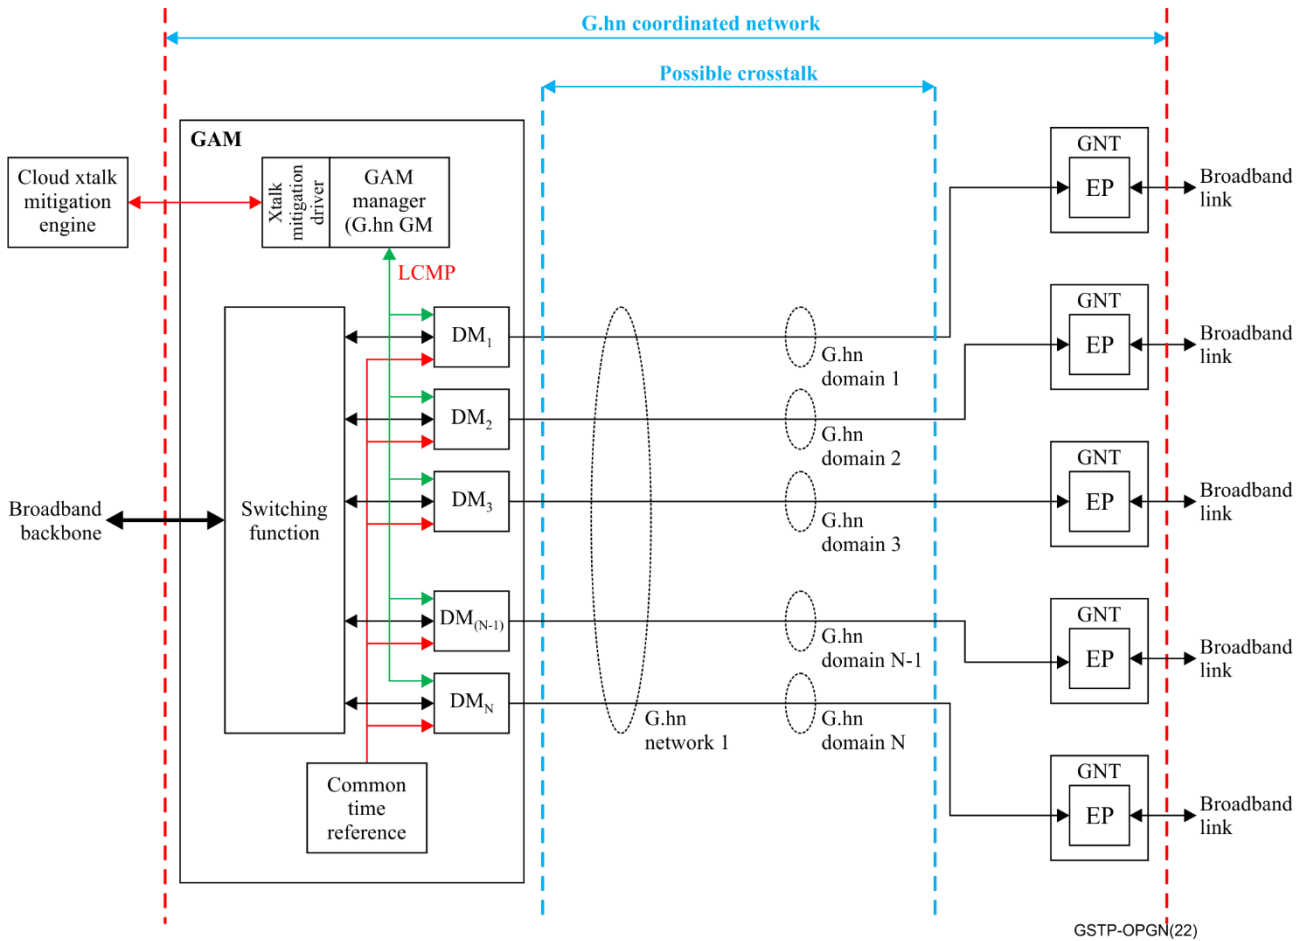 G.hn coordinated network
Possible crosstalk
GAM
Cloud xtalk
mitigation
engine
Xtalk
mitigation
driver
GAM
manager
(G.hn GM
LCMP
Switching
function
Broadband
backbone
DM1
DM2
DM3
DM(N-1)
DMN
Common
time
reference
G.hn
network 1
G.hn
domain 1
G.hn
domain 2
G.hn
domain 3
G.hn
domain N-1
G.hn
domain N
GNT
EP
Broadband
link
GNT
EP
Broadband
link
GNT
EP
Broadband
link
GNT
EP
Broadband
link
GNT
EP
Broadband
link
GSTP-OPGN(22)